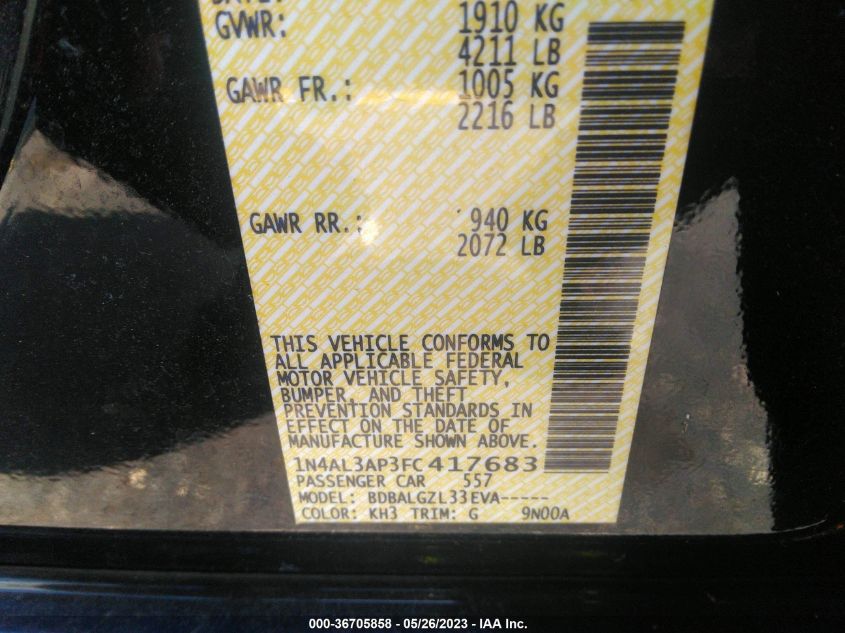 GVWR: 1910 KG
4211 LB
GAWR FR.: 1005 KG
2216 LB
GAWR RR.: 940 KG
2072 LB
THIS VEHICLE CONFORMS TO
ALL APPLICABLE FEDERAL
MOTOR VEHICLE SAFETY,
BUMPER, AND THEFT
PREVENTION STANDARDS IN
EFFECT ON THE DATE OF
MANUFACTURE SHOWN ABOVE.
1N4AL3AP3FC417683
PASSENGER CAR 557
MODEL: BDBALGZL33EVA-----
COLOR: KH3 TRIM: G 9N00A
000-36705858 - 05/26/2023 - IAA Inc.